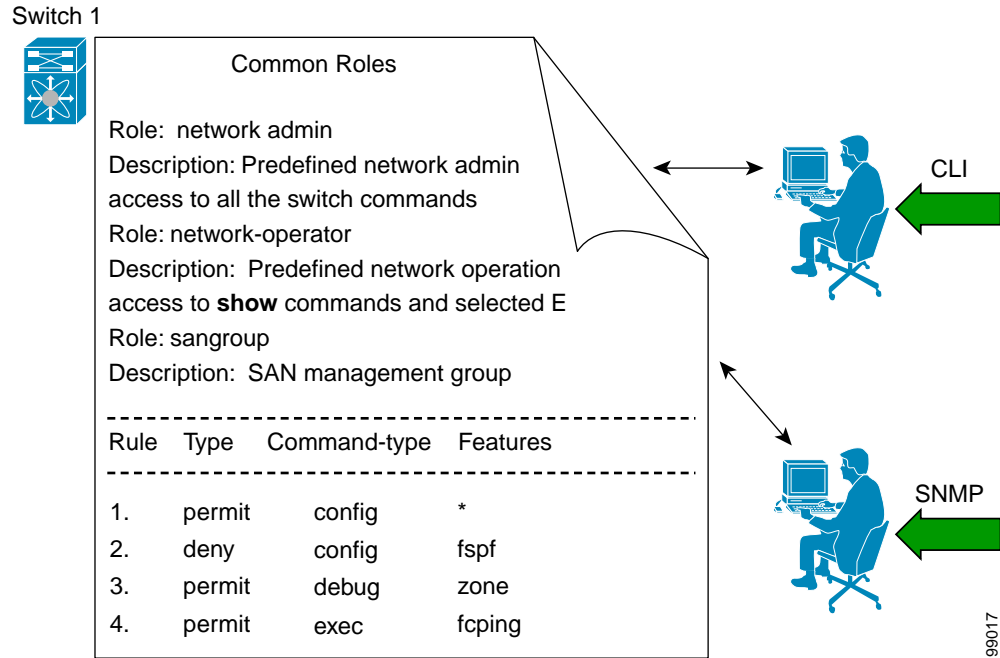 Switch 1
Common Roles
Role: network admin
Description: Predefined network admin
access to all the switch commands
Role: network-operator
Description: Predefined network operation
access to show commands and selected E
Role: sangroup
Description: SAN management group
Rule Type Command-type Features
1. permit config *
2. deny config fspf
3. permit debug zone
4. permit exec fcping
CLI
SNMP
99017